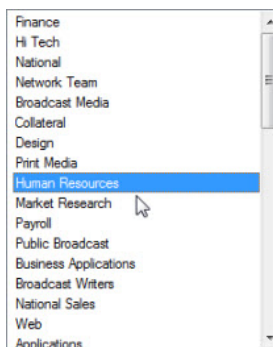 Finance
Hi Tech
National
Network Team
Broadcast Media
Collateral
Design
Print Media
Human Resources
Market Research
Payroll
Public Broadcast
Business Applications
Broadcast Writers
National Sales
Web
Applications